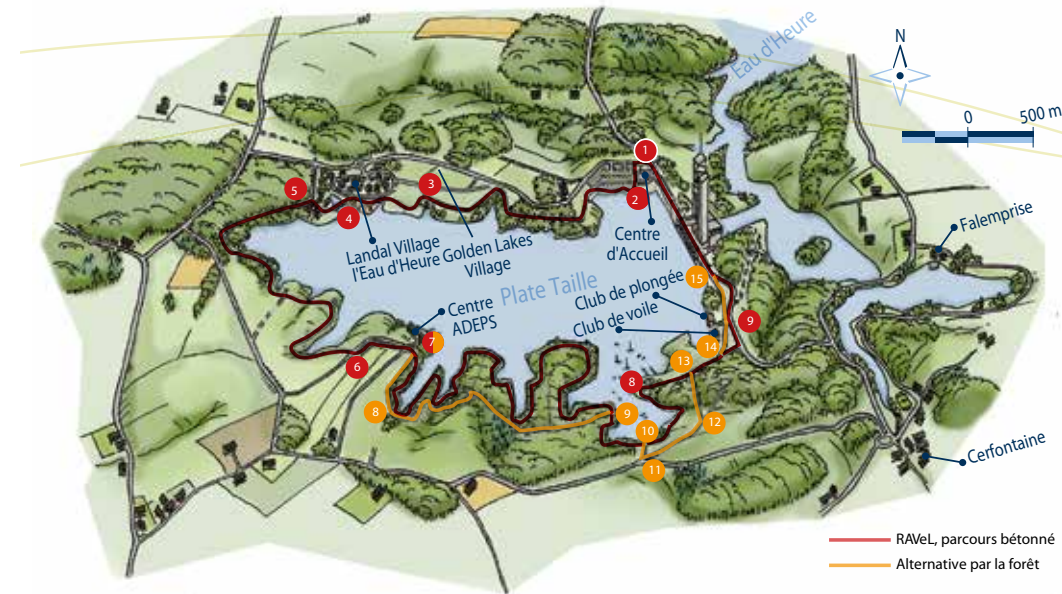 Eau d'Heure
N
0
500 m
1
2
3
4
5
Landal Village
l'Eau d'Heure
Golden Lakes
Village
Centre
d'Accueil
Falemprise
Plate Taille
Club de plongée
Club de voile
Centre
ADEPS
15
9
14
13
7
6
8
8
9
10
12
11
Cerfontaine
RAVeL, parcours bétonné
Alternative par la forêt